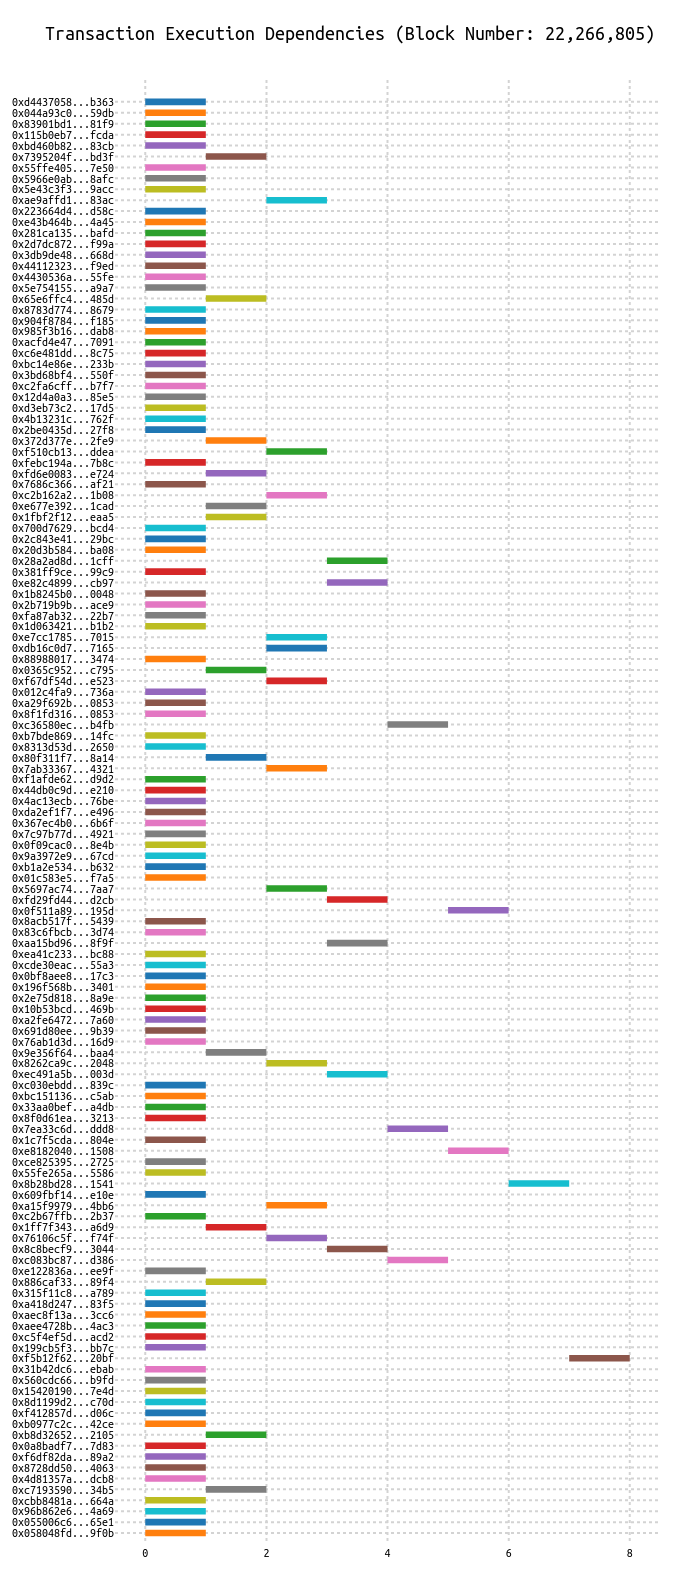 Transaction Execution Dependencies (Block Number: 22,266,805)
0xd4437058...b363
0x044a93c0...59db
0x83901bd1...81f9
0x115b0eb7...fcda
0xbd460b82...83cb
0x7395204f...bd3f
0x55ffe405...7e50
0x5966e0ab...8afc
0x5e43c3f3...9acc
0xae9affd1...83ac
0x223664d4...d58c
0xe43b464b...4a45
0x281ca135...bafd
0x2d7dc872...f99a
0x3db9de48...668d
0x44112323...f9ed
0x4430536a...55fe
0x5e754155...a9a7
0x65e6ffc4...485d
0x8783d774...8679
0x904f8784...f185
0x985f3b16...dab8
0xacfd4e47...7091
0xc6e481dd...8c75
0xbc14e86e...233b
0x3bd68bf4...550f
0xc2fa6cff...b7f7
0x12d4a0a3...85e5
0xd3eb73c2...17d5
0x4b13231c...762f
0x2be0435d...27f8
0x372d377e...2fe9
0xf510cb13...ddea
0xfebc194a...7b8c
0xfd6e0083...e724
0x7686c366...af21
0xc2b162a2...1b08
0xe677e392...1cad
0x1fbf2f12...eaa5
0x700d7629...bcd4
0x2c843e41...29bc
0x20d3b584...ba08
0x28a2ad8d...1cff
0x381ff9ce...99c9
0xe82c4899...cb97
0x1b8245b0...0048
0x2b719b9b...ace9
0xfa87ab32...22b7
0x1d063421...b1b2
0xe7cc1785...7015
0xdb16c0d7...7165
0x88988017...3474
0x0365c952...c795
0xf67df54d...e523
0x012c4fa9...736a
0xa29f692b...0853
0x8f1fd316...0853
0xc36580ec...b4fb
0xb7bde869...14fc
0x8313d53d...2650
0x80f311f7...8a14
0x7ab33367...4321
0xf1afde62...d9d2
0x44db0c9d...e210
0x4ac13ecb...76be
0xda2ef1f7...e496
0x367ec4b0...6b6f
0x7c97b77d...4921
0x0f09cac0...8e4b
0x9a3972e9...67cd
0xb1a2e534...b632
0x01c583e5...f7a5
0x5697ac74...7aa7
0xfd29fd44...d2cb
0x0f511a89...195d
0x8acb517f...5439
0x83c6fbcb...3d74
0xaa15bd96...8f9f
0xea41c233...bc88
0xcde30eac...55a3
0x0bf8aee8...17c3
0x196f568b...3401
0x2e75d818...8a9e
0x10b53bcd...469b
0xa2fe6472...7a60
0x691d80ee...9b39
0x76ab1d3d...16d9
0x9e356f64...baa4
0x8262ca9c...2048
0xec491a5b...003d
0xc030ebdd...839c
0xbc151136...c5ab
0x33aa0bef...a4db
0x8f0d61ea...3213
0x7ea33c6d...ddd8
0x1c7f5cda...804e
0xe8182040...1508
0xce825395...2725
0x55fe265a...5586
0x8b28bd28...1541
0x609fbf14...e10e
0xa15f9979...4bb6
0xc2b67ffb...2b37
0x1ff7f343...a6d9
0x76106c5f...f74f
0x8c8becf9...3044
0xc083bc87...d386
0xe122836a...ee9f
0x886caf33...89f4
0x315f11c8...a789
0xa418d247...83f5
0xaec8f13a...3cc6
0xaee4728b...4ac3
0xc5f4ef5d...acd2
0x199cb5f3...bb7c
0xf5b12f62...20bf
0x31b42dc6...ebab
0x560cdc66...b9fd
0x15420190...7e4d
0x8d1199d2...c70d
0xf412857d...d06c
0xb0977c2c...42ce
0xb8d32652...2105
0x0a8badf7...7d83
0xf6df82da...89a2
0x8728dd50...4063
0x4d81357a...dcb8
0xc7193590...34b5
0xcbb8481a...664a
0x96b862e6...4a69
0x055006c6...65e1
0x058048fd...9f0b
0 2 4 6 8